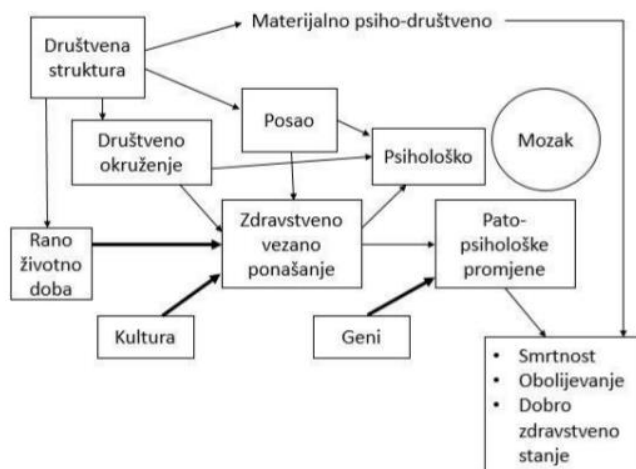 Materijalno psiho-društveno
Društvena
struktura
Posao
Mozak
Društveno
okruženje
Psihološko
Rano
životno
doba
Zdravstveno
vezano
ponašanje
Pato-
psihološke
promjene
Kultura
Geni
• Smrtnost
• Obolijevanje
• Dobro
zdravstveno
stanje